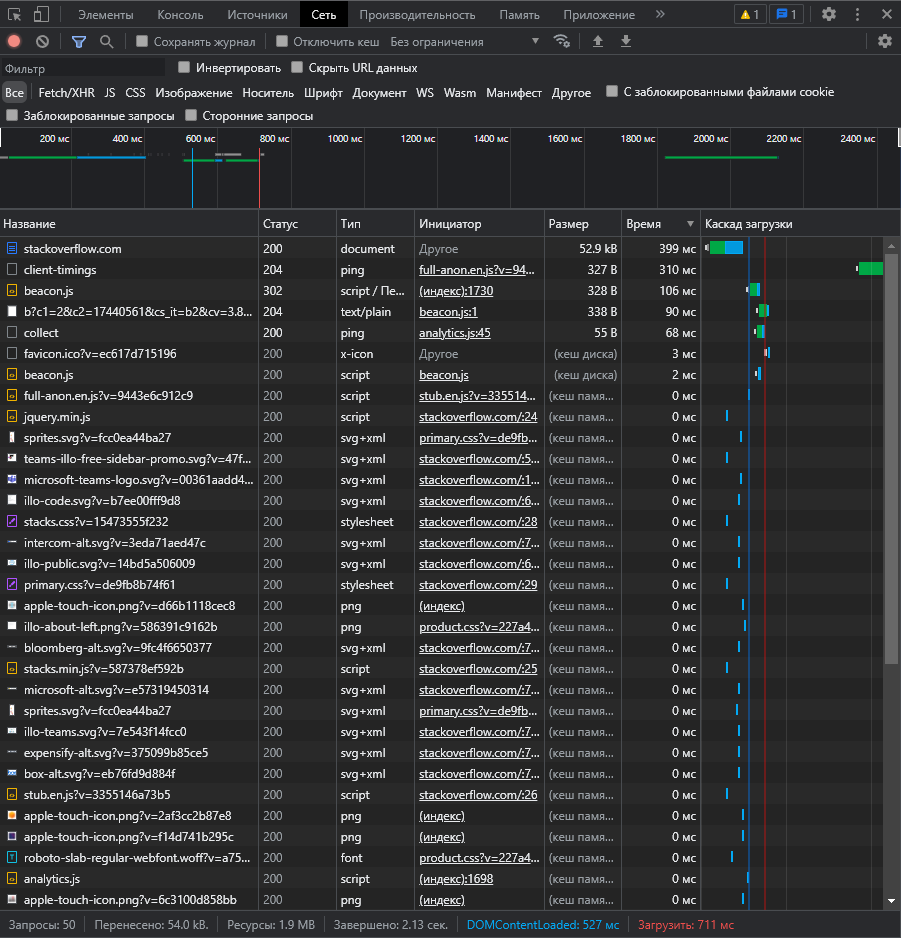 Элементы Консоль Источники Сеть Производительность Память Приложение » 1 1
Сохранять журнал Отключить кеш Без ограничения
Фильтр Инвертировать Скрыть URL данных
Все Fetch/XHR JS CSS Изображение Носитель Шрифт Документ WS Wasm Манифест Другое С заблокированными файлами cookie
Заблокированные запросы Сторонние запросы
200 мс 400 мс 600 мс 800 мс 1000 мс 1200 мс 1400 мс 1600 мс 1800 мс 2000 мс 2200 мс 2400 мс
Название Статус Тип Инициатор Размер Время Каскад загрузки
stackoverflow.com 200 document Другое 52.9 kB 399 мс
client-timings 204 ping full-anon.en.js?v=94... 327 B 310 мс
beacon.js 302 script / Пе... (индекс):1730 328 B 106 мс
b?c1=2&c2=17440561&cs_it=b2&cv=3.8... 204 text/plain beacon.js:1 338 B 90 мс
collect 200 ping analytics.js:45 55 B 68 мс
favicon.ico?v=ec617d715196 200 x-icon Другое (кеш диска) 3 мс
beacon.js 200 script beacon.js (кеш диска) 2 мс
full-anon.en.js?v=9443e6c912c9 200 script stub.en.js?v=335514... (кеш памя... 0 мс
jquery.min.js 200 script stackoverflow.com/:24 (кеш памя... 0 мс
sprites.svg?v=fcc0ea44ba27 200 svg+xml primary.css?v=de9fb... (кеш памя... 0 мс
teams-illo-free-sidebar-promo.svg?v=47f... 200 svg+xml stackoverflow.com/:5... (кеш памя... 0 мс
microsoft-teams-logo.svg?v=00361aadd4... 200 svg+xml stackoverflow.com/:1... (кеш памя... 0 мс
illo-code.svg?v=b7ee00fff9d8 200 svg+xml stackoverflow.com/:6... (кеш памя... 0 мс
stacks.css?v=15473555f232 200 stylesheet stackoverflow.com/:28 (кеш памя... 0 мс
intercom-alt.svg?v=3eda71aed47c 200 svg+xml stackoverflow.com/:7... (кеш памя... 0 мс
illo-public.svg?v=14bd5a506009 200 svg+xml stackoverflow.com/:6... (кеш памя... 0 мс
primary.css?v=de9fb8b74f61 200 stylesheet stackoverflow.com/:29 (кеш памя... 0 мс
apple-touch-icon.png?v=d66b1118cec8 200 png (индекс) (кеш памя... 0 мс
illo-about-left.png?v=586391c9162b 200 png product.css?v=227a4... (кеш памя... 0 мс
bloomberg-alt.svg?v=9fc4f6650377 200 svg+xml stackoverflow.com/:7... (кеш памя... 0 мс
stacks.min.js?v=587378ef592b 200 script stackoverflow.com/:25 (кеш памя... 0 мс
microsoft-alt.svg?v=e57319450314 200 svg+xml stackoverflow.com/:7... (кеш памя... 0 мс
sprites.svg?v=fcc0ea44ba27 200 svg+xml primary.css?v=de9fb... (кеш памя... 0 мс
illo-teams.svg?v=7e543f14fcc0 200 svg+xml stackoverflow.com/:7... (кеш памя... 0 мс
expensify-alt.svg?v=375099b85ce5 200 svg+xml stackoverflow.com/:7... (кеш памя... 0 мс
box-alt.svg?v=eb76fd9d884f 200 svg+xml stackoverflow.com/:7... (кеш памя... 0 мс
stub.en.js?v=3355146a73b5 200 script stackoverflow.com/:26 (кеш памя... 0 мс
apple-touch-icon.png?v=2af3cc2b87e8 200 png (индекс) (кеш памя... 0 мс
apple-touch-icon.png?v=f14d741b295c 200 png (индекс) (кеш памя... 0 мс
roboto-slab-regular-webfont.woff?v=a75... 200 font product.css?v=227a4... (кеш памя... 0 мс
analytics.js 200 script (индекс):1698 (кеш памя... 0 мс
apple-touch-icon.png?v=6c3100d858bb 200 png (индекс) (кеш памя... 0 мс
Запросы: 50 Перенесено: 54.0 kB. Ресурсы: 1.9 MB Завершено: 2.13 сек. DOMContentLoaded: 527 мс Загрузить: 711 мс